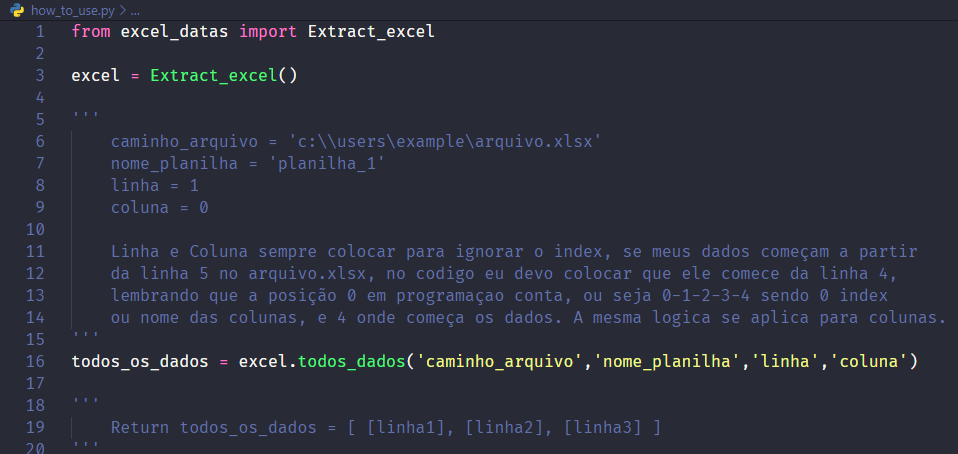 how_to_use.py > ...
1 from excel_datas import Extract_excel
2
3 excel = Extract_excel()
4
5 '''
6 caminho_arquivo = 'c:\\users\example\arquivo.xlsx'
7 nome_planilha = 'planilha_1'
8 linha = 1
9 coluna = 0
10
11 Linha e Coluna sempre colocar para ignorar o index, se meus dados começam a partir
12 da linha 5 no arquivo.xlsx, no codigo eu devo colocar que ele comece da linha 4,
13 lembrando que a posição 0 em programaçao conta, ou seja 0-1-2-3-4 sendo 0 index
14 ou nome das colunas, e 4 onde começa os dados. A mesma logica se aplica para colunas.
15 '''
16 todos_os_dados = excel.todos_dados('caminho_arquivo','nome_planilha','linha','coluna')
17
18 '''
19 Return todos_os_dados = [ [linha1], [linha2], [linha3] ]
20 '''